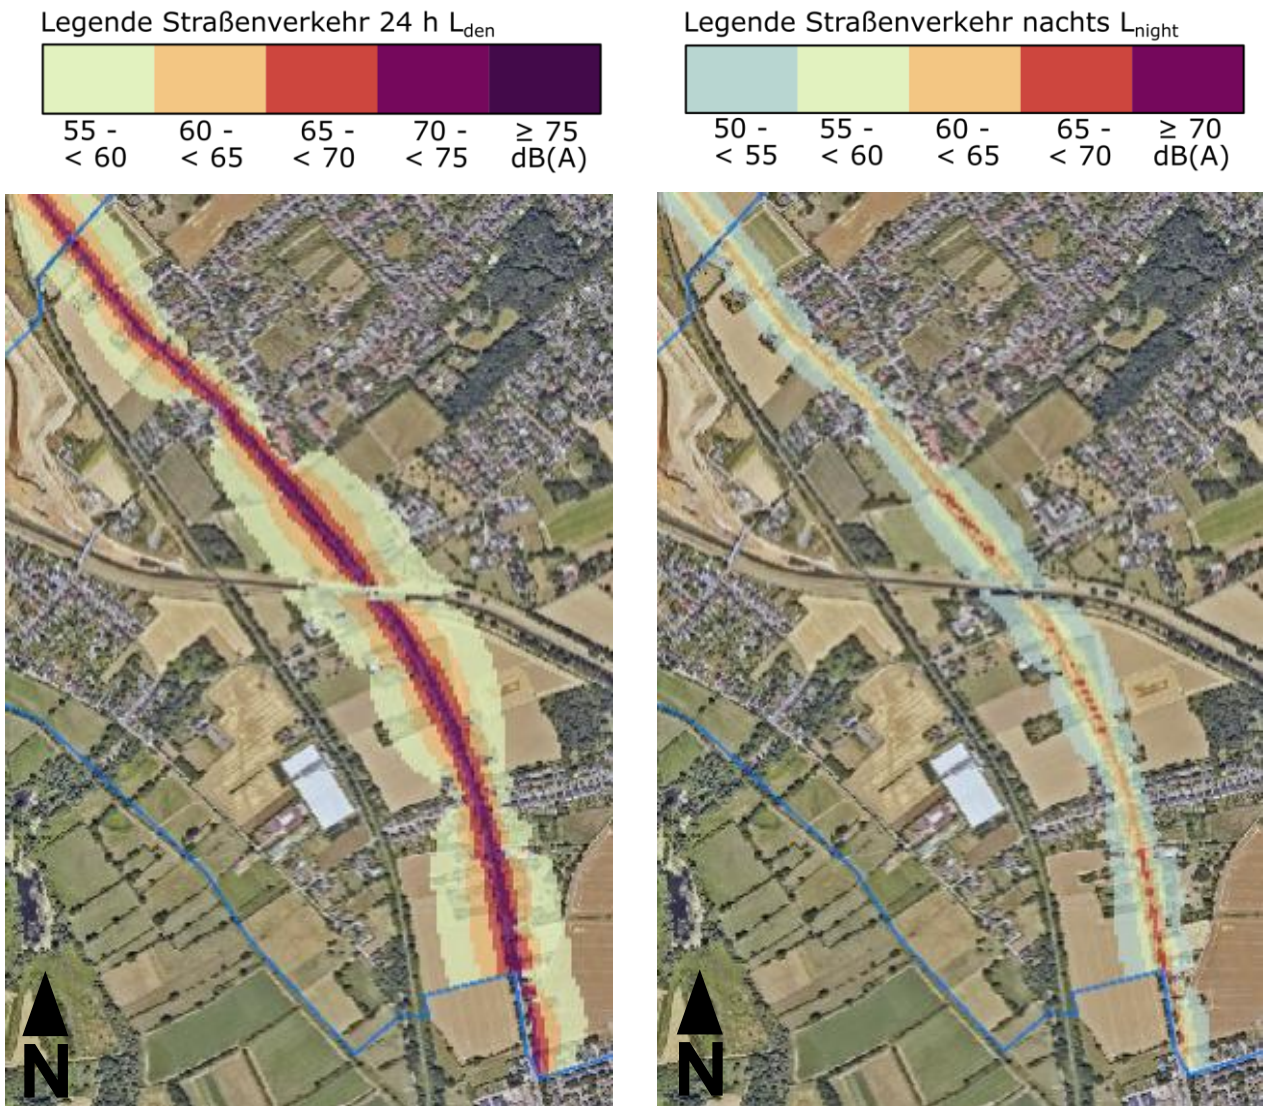 Legende Straßenverkehr 24 h Lden
55 - 60 - 65 - 70 - ≥ 75
< 60 < 65 < 70 < 75 dB(A)
Legende Straßenverkehr nachts Lnight
50 - 55 - 60 - 65 - ≥ 70
< 55 < 60 < 65 < 70 dB(A)
N
N